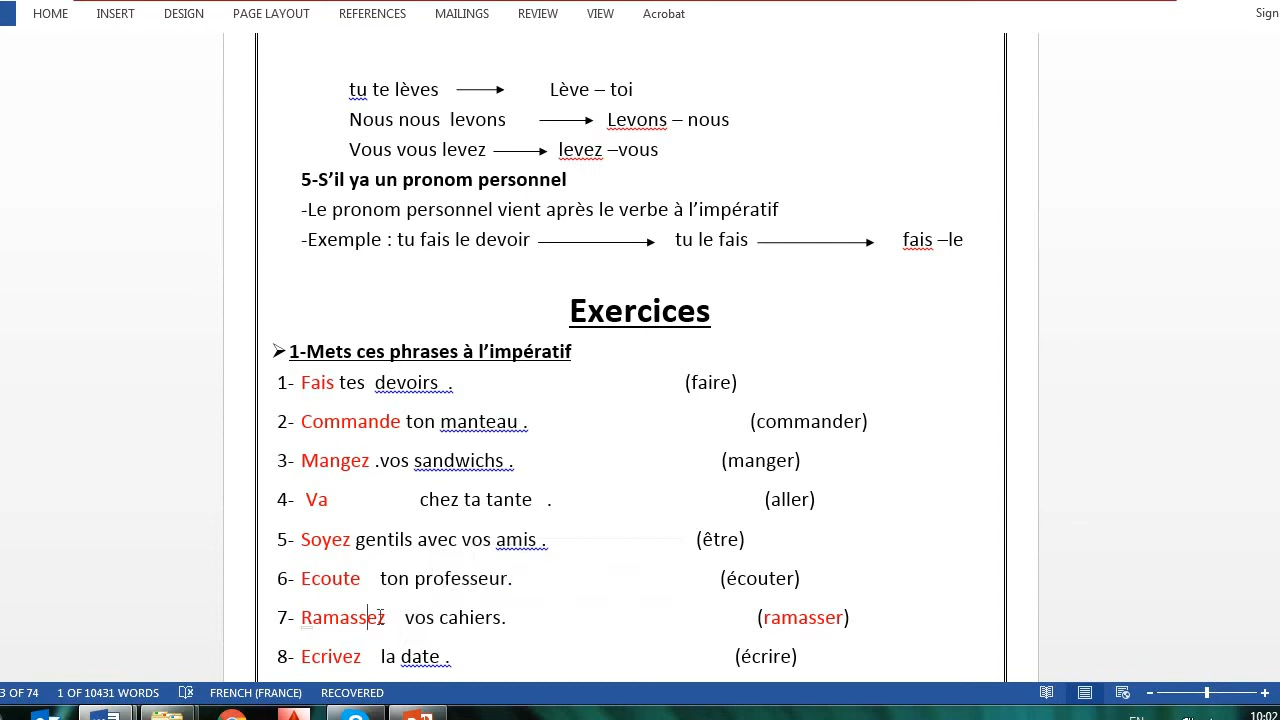 HOME INSERT DESIGN PAGE LAYOUT REFERENCES MAILINGS REVIEW VIEW Acrobat Sign
tu te lèves Lève – toi
Nous nous levons Levons – nous
Vous vous levez levez –vous
5-S’il ya un pronom personnel
-Le pronom personnel vient après le verbe à l’impératif
-Exemple : tu fais le devoir tu le fais fais –le
Exercices
1-Mets ces phrases à l’impératif
1- Fais tes devoirs . (faire)
2- Commande ton manteau . (commander)
3- Mangez .vos sandwichs . (manger)
4- Va chez ta tante . (aller)
5- Soyez gentils avec vos amis . (être)
6- Ecoute ton professeur. (écouter)
7- Ramassez vos cahiers. (ramasser)
8- Ecrivez la date . (écrire)
3 OF 74 1 OF 10431 WORDS FRENCH (FRANCE) RECOVERED
10:02